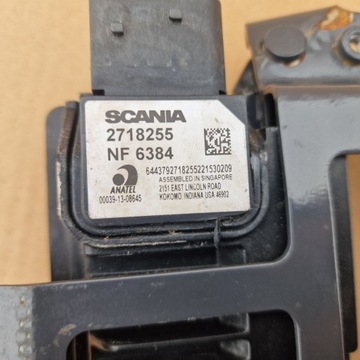 SCANIA
2718255
NF 6384
6443792718255221530209
ASSEMBLED IN SINGAPORE
2151 EAST LINCOLN ROAD
KOKOMO INDIANA USA 46902
ANATEL
00039-13-08645